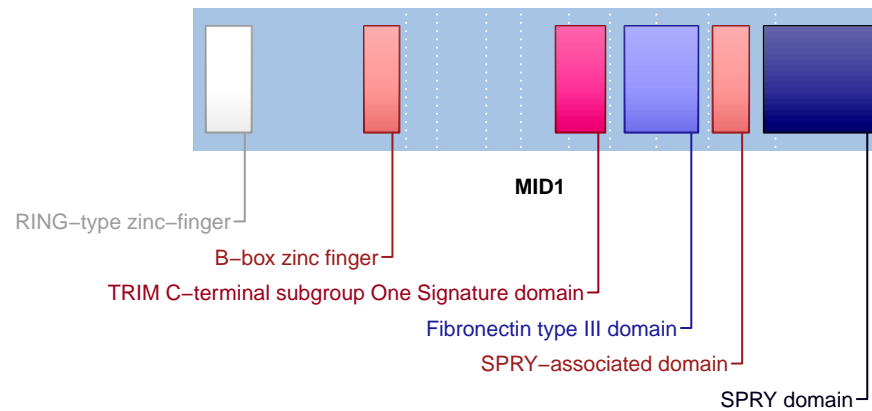 MID1
RING−type zinc−finger
B−box zinc finger
TRIM C−terminal subgroup One Signature domain
Fibronectin type III domain
SPRY−associated domain
SPRY domain